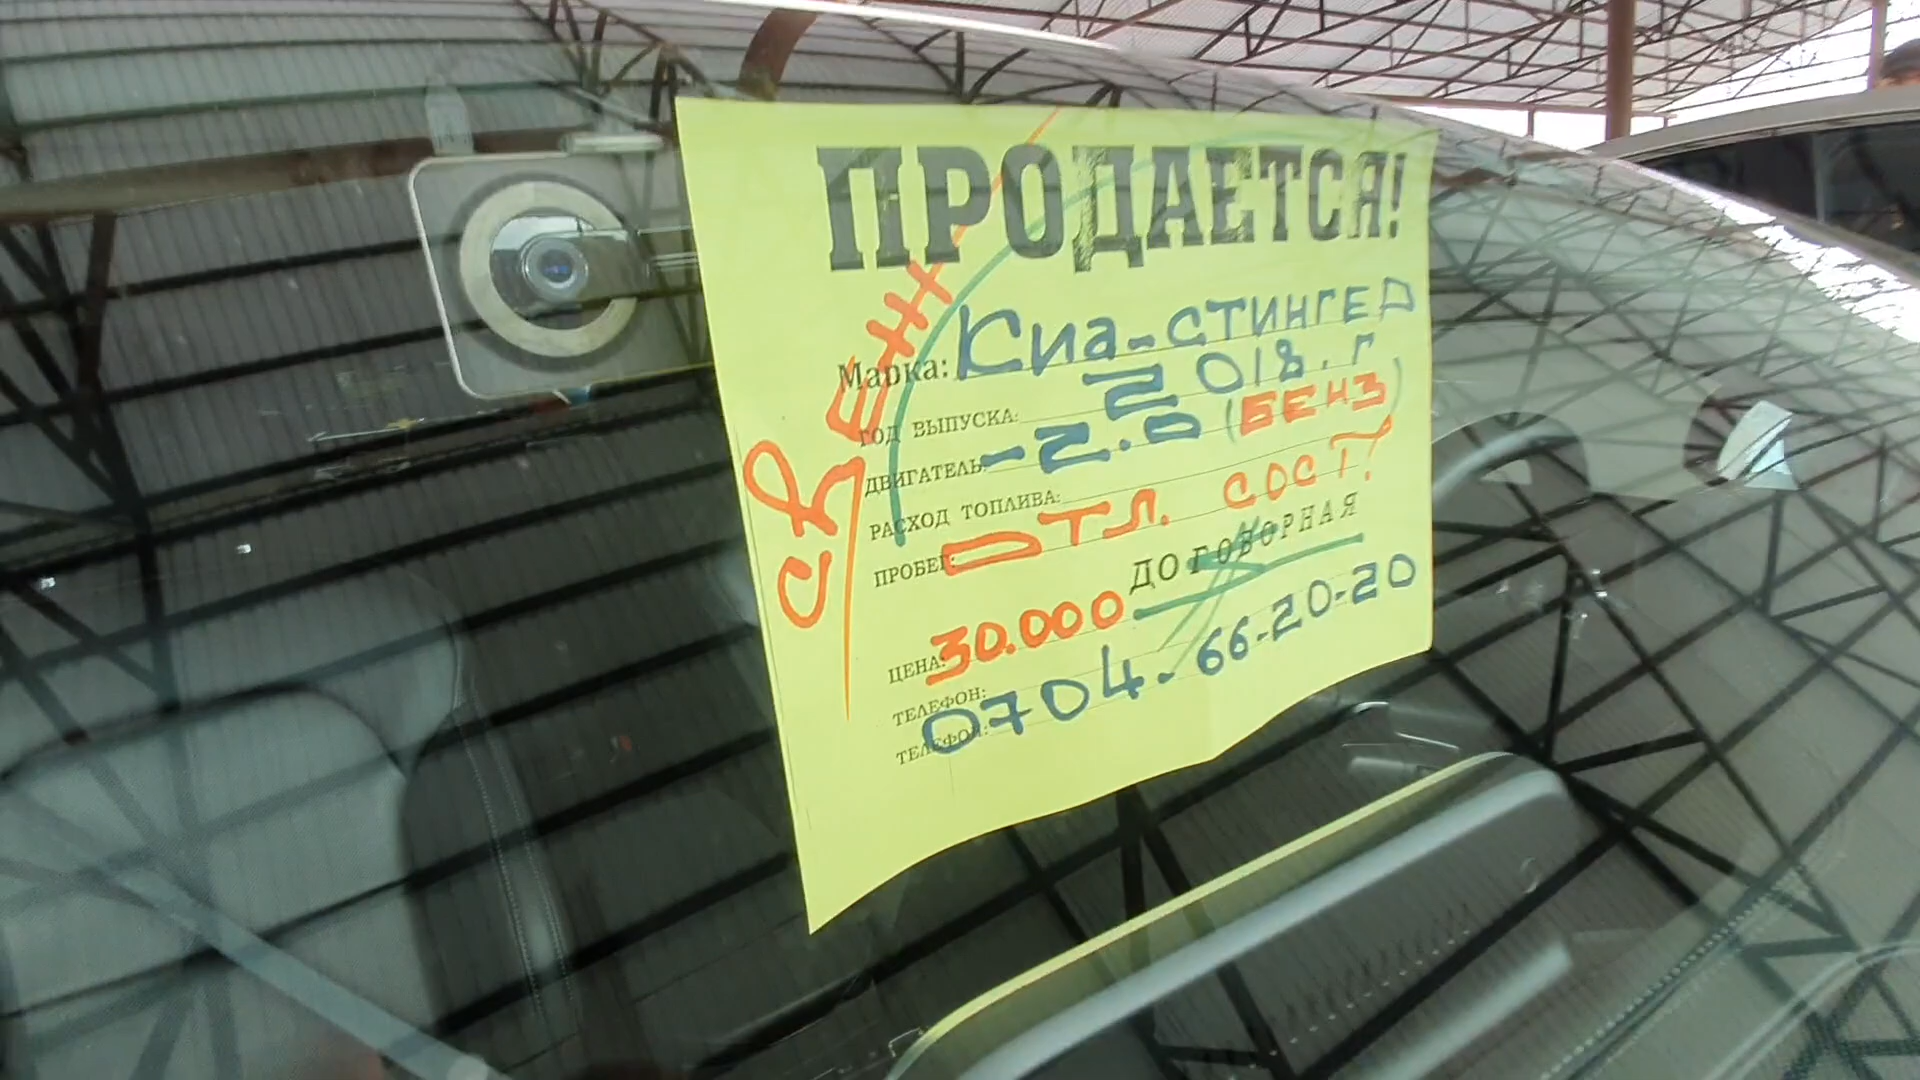 ПРОДАЕТСЯ!
Марка: Киа-СТИНГЕР
ГОД ВЫПУСКА: 2018.г
ДВИГАТЕЛЬ: -2.0 (БЕНЗ)
РАСХОД ТОПЛИВА:
ПРОБЕГ: ОТЛ. СОСТ!
ДОГОВОРНАЯ
ЦЕНА: 30.000
ТЕЛЕФОН:
ТЕЛЕФОН: 0704-66-20-20